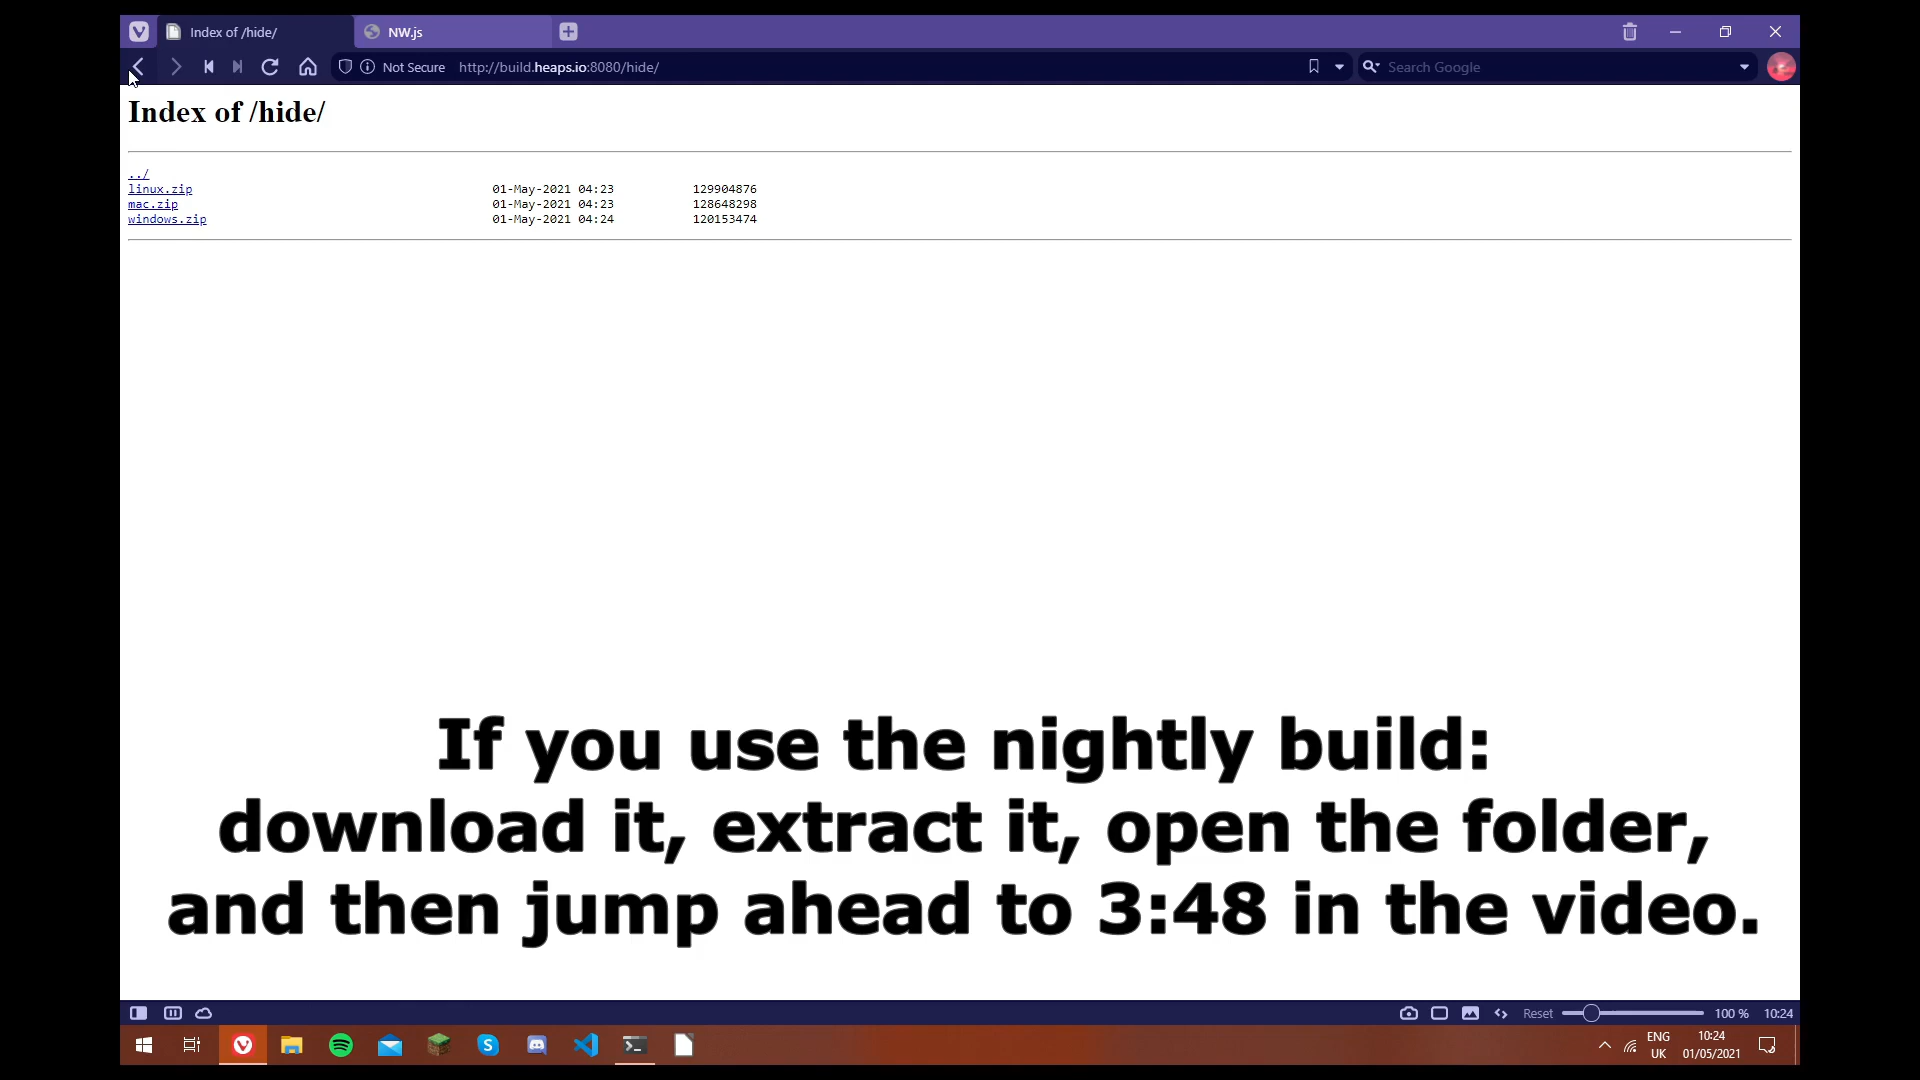 Index of /hide/
NW.js
Not Secure
http://build.heaps.io:8080/hide/
Search Google
Index of /hide/
../
linux.zip 01-May-2021 04:23 129904876
mac.zip 01-May-2021 04:23 128648298
windows.zip 01-May-2021 04:24 120153474
If you use the nightly build:
download it, extract it, open the folder,
and then jump ahead to 3:48 in the video.
Reset 100 % 10:24
ENG
UK
10:24
01/05/2021